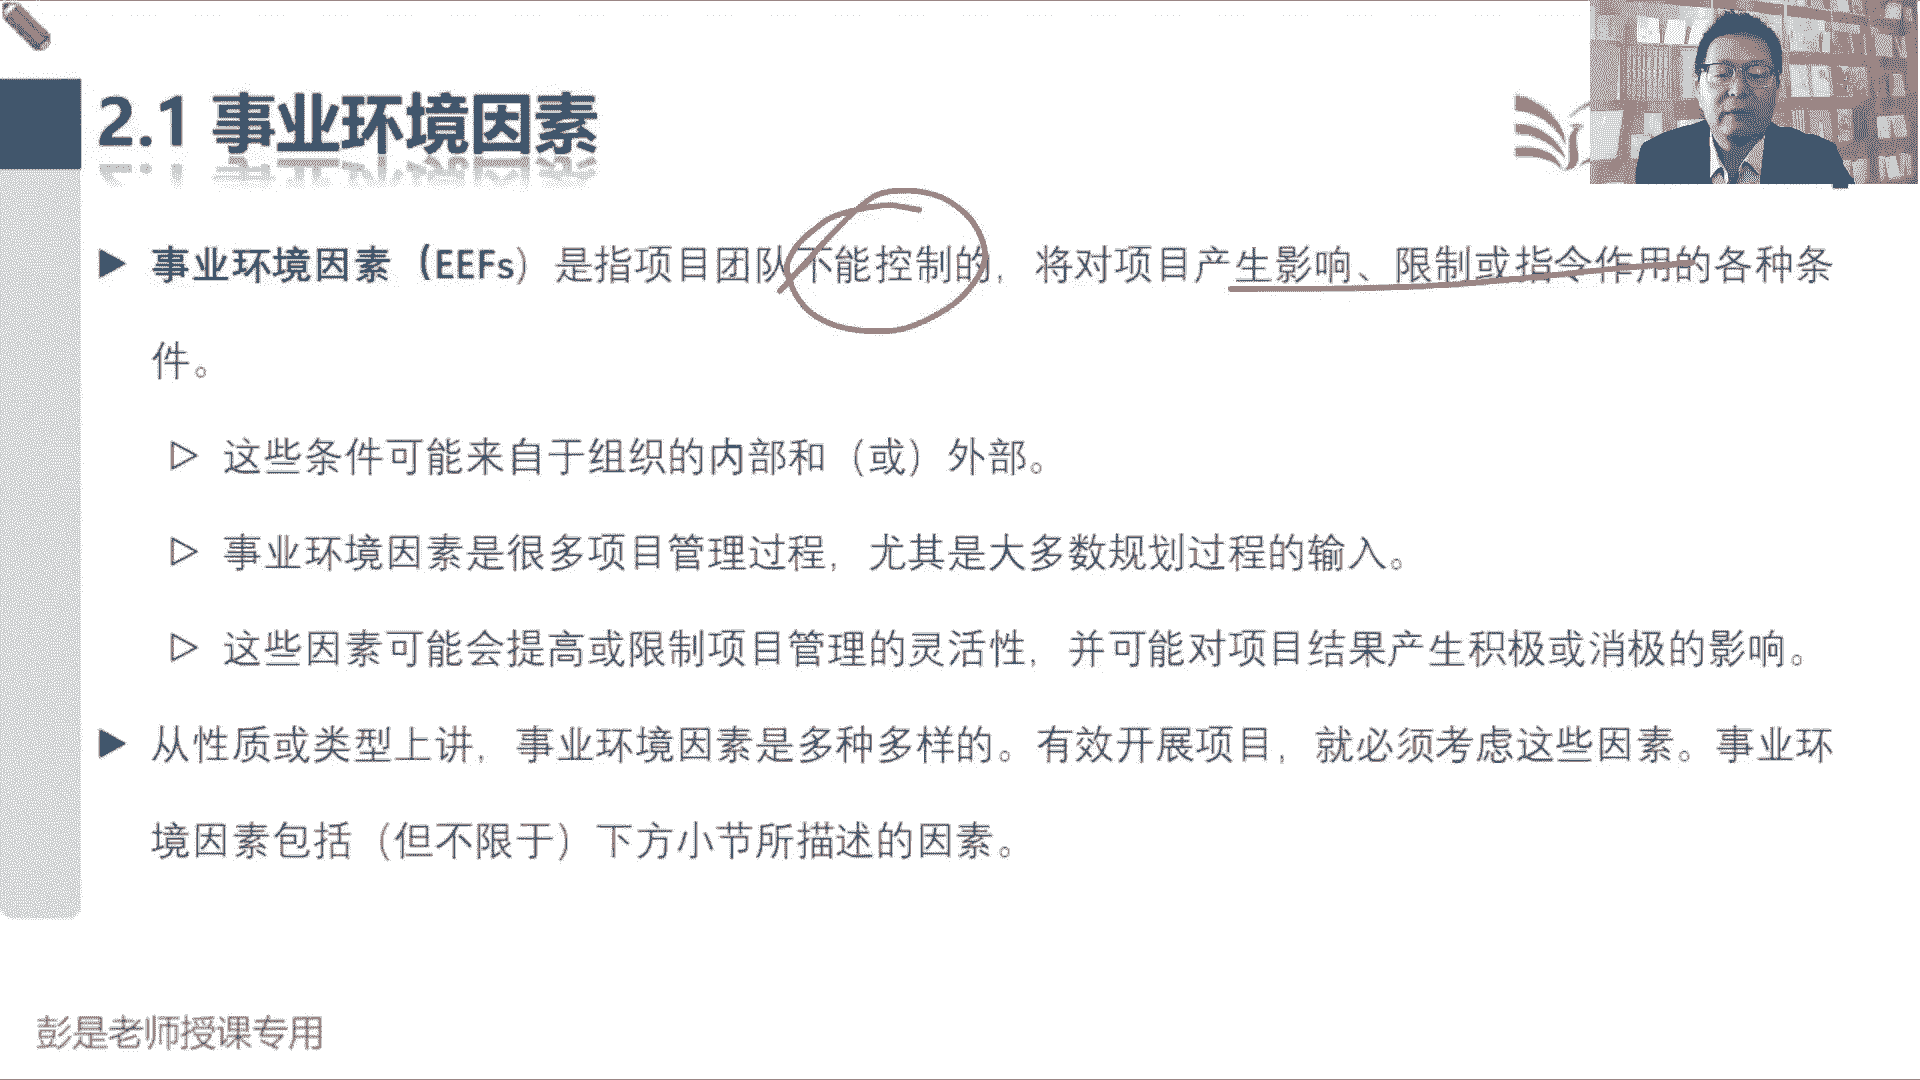 2.1 事业环境因素
事业环境因素（EEFs）是指项目团队不能控制的，将对项目产生影响、限制或指令作用的各种条
件。
这些条件可能来自于组织的内部和（或）外部。
事业环境因素是很多项目管理过程，尤其是大多数规划过程的输入。
这些因素可能会提高或限制项目管理的灵活性，并可能对项目结果产生积极或消极的影响。
从性质或类型上讲，事业环境因素是多种多样的。有效开展项目，就必须考虑这些因素。事业环
境因素包括（但不限于）下方小节所描述的因素。
彭是老师授课专用